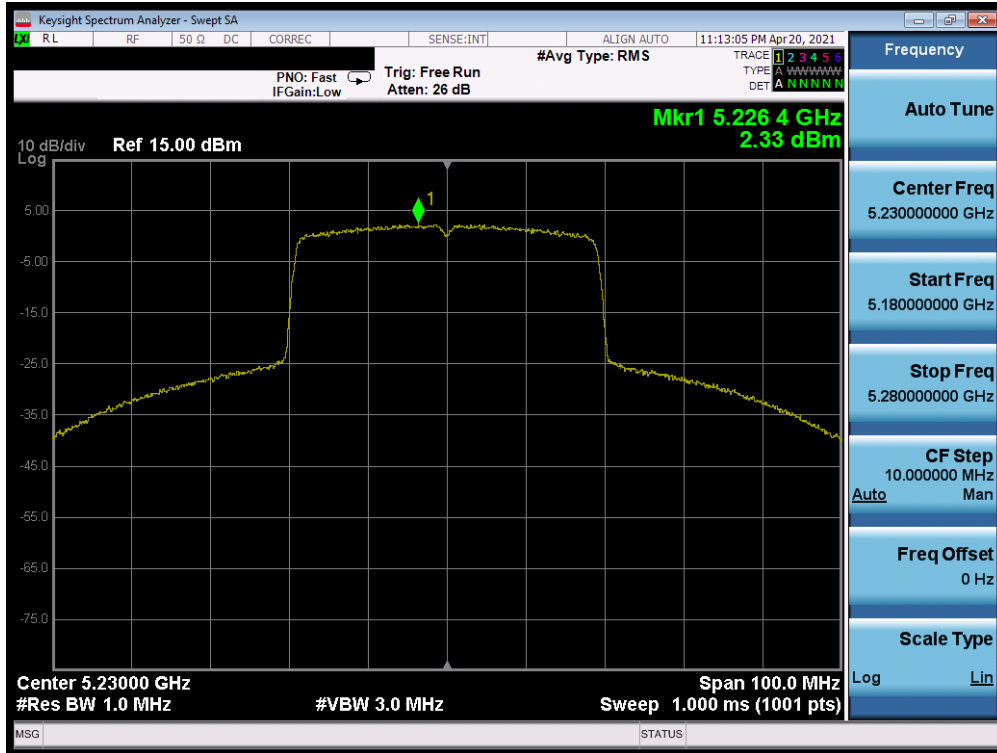 Keysight Spectrum Analyzer - Swept SA
LXI RL RF 50 Ω DC CORREC SENSE:INT ALIGN AUTO 11:13:05 PM Apr 20, 2021
#Avg Type: RMS
TRACE 1 2 3 4 5 6
PNO: Fast Trig: Free Run
TYPE A WWWWW
IFGain:Low Atten: 26 dB
DET A N N N N N
Frequency
Mkr1 5.226 4 GHz
2.33 dBm
10 dB/div Ref 15.00 dBm
Log
1
5.00
-5.00
-15.0
-25.0
-35.0
-45.0
-55.0
-65.0
-75.0
Center 5.23000 GHz Span 100.0 MHz
#Res BW 1.0 MHz #VBW 3.0 MHz Sweep 1.000 ms (1001 pts)
Auto Tune
Center Freq
5.230000000 GHz
Start Freq
5.180000000 GHz
Stop Freq
5.280000000 GHz
CF Step
10.000000 MHz
Auto Man
Freq Offset
0 Hz
Scale Type
Log Lin
MSG STATUS